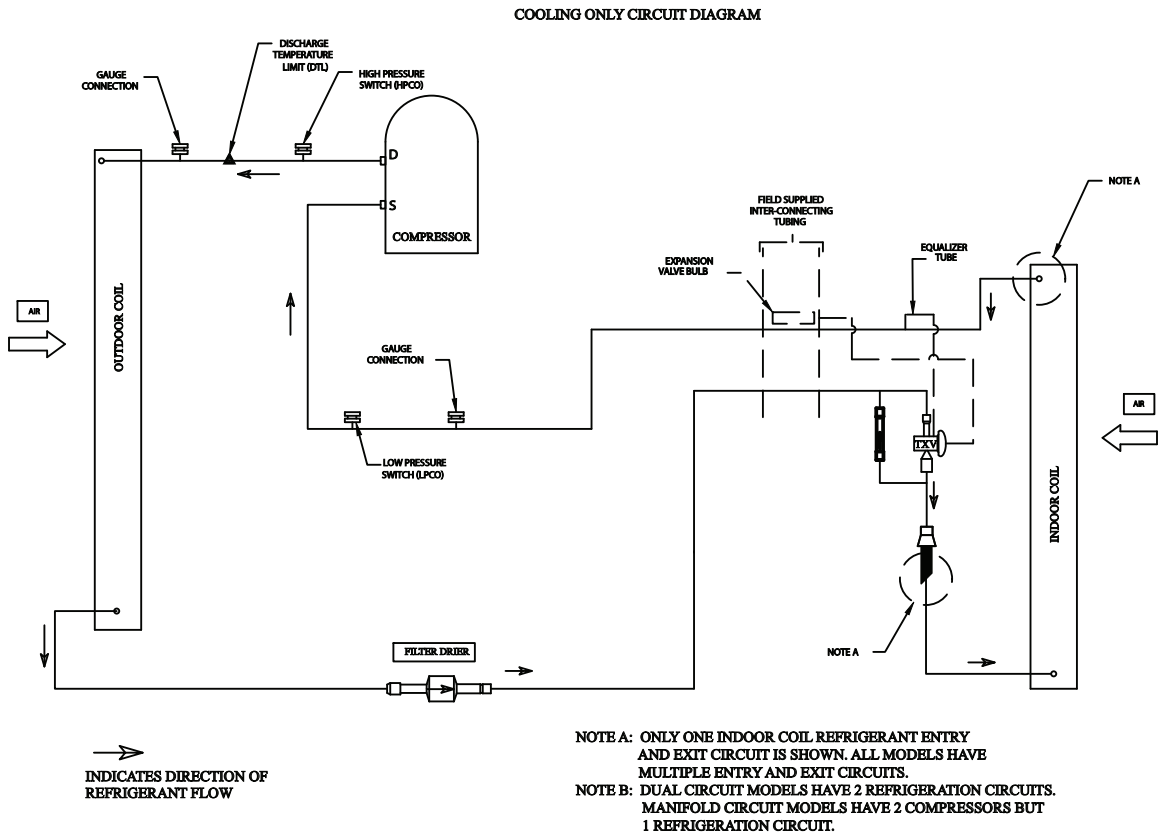 COOLING ONLY CIRCUIT DIAGRAM
DISCHARGE
TEMPERATURE
LIMIT (DTL)
GAUGE
CONNECTION
HIGH PRESSURE
SWITCH (HPCO)
D
S
COMPRESSOR
NOTE A
FIELD SUPPLIED
INTER-CONNECTING
TUBING
EQUALIZER
TUBE
EXPANSION
VALVE BULB
AIR
OUTDOOR COIL
GAUGE
CONNECTION
AIR
LOW PRESSURE
SWITCH (LPCO)
TXV
INDOOR COIL
NOTE A
FILTER DRIER
INDICATES DIRECTION OF
REFRIGERANT FLOW
NOTE A: ONLY ONE INDOOR COIL REFRIGERANT ENTRY
AND EXIT CIRCUIT IS SHOWN. ALL MODELS HAVE
MULTIPLE ENTRY AND EXIT CIRCUITS.
NOTE B: DUAL CIRCUIT MODELS HAVE 2 REFRIGERATION CIRCUITS.
MANIFOLD CIRCUIT MODELS HAVE 2 COMPRESSORS BUT
1 REFRIGERATION CIRCUIT.